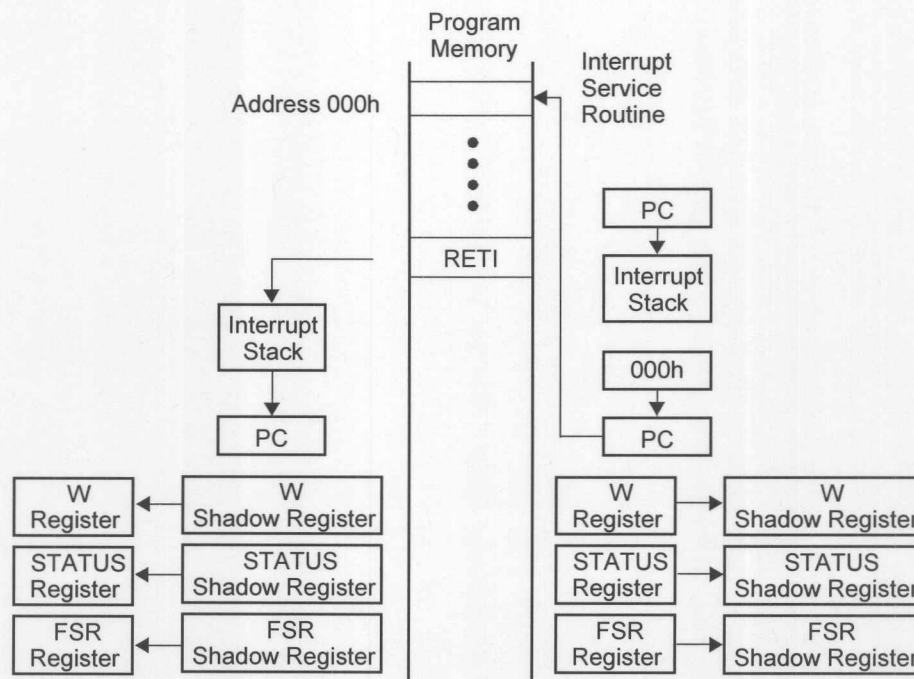 Program
Memory
Interrupt
Service
Routine
Address 000h
PC
RETI
Interrupt
Stack
Interrupt
Stack
000h
PC
PC
W
Register
W
Shadow Register
W
Register
W
Shadow Register
STATUS
Register
STATUS
Shadow Register
STATUS
Register
STATUS
Shadow Register
FSR
Register
FSR
Shadow Register
FSR
Register
FSR
Shadow Register